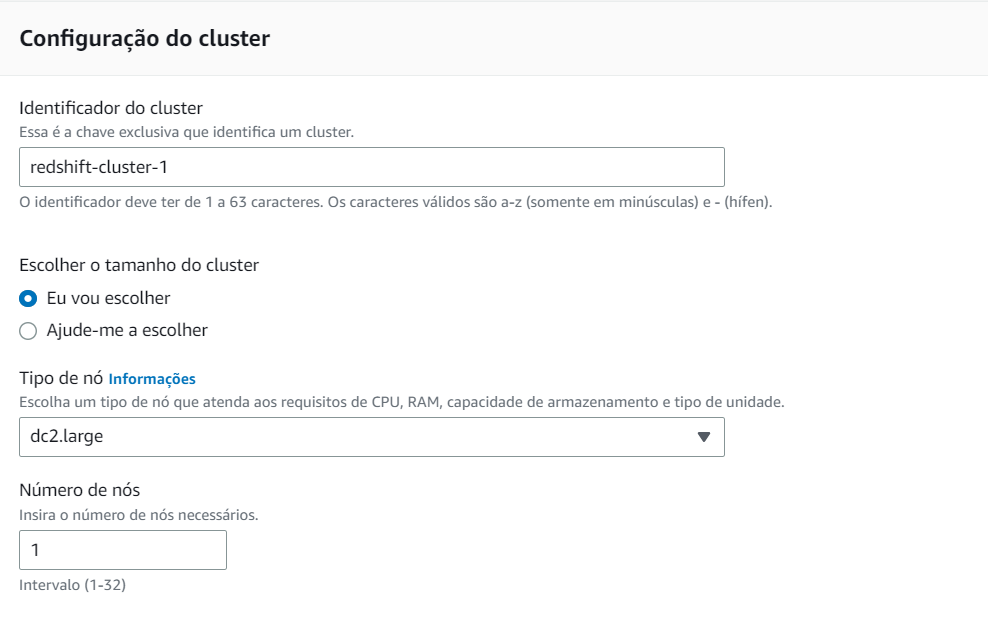 Configuração do cluster
Identificador do cluster
Essa é a chave exclusiva que identifica um cluster.
redshift-cluster-1
O identificador deve ter de 1 a 63 caracteres. Os caracteres válidos são a-z (somente em minúsculas) e - (hífen).
Escolher o tamanho do cluster
Eu vou escolher
Ajude-me a escolher
Tipo de nó Informações
Escolha um tipo de nó que atenda aos requisitos de CPU, RAM, capacidade de armazenamento e tipo de unidade.
dc2.large
Número de nós
Insira o número de nós necessários.
1
Intervalo (1-32)